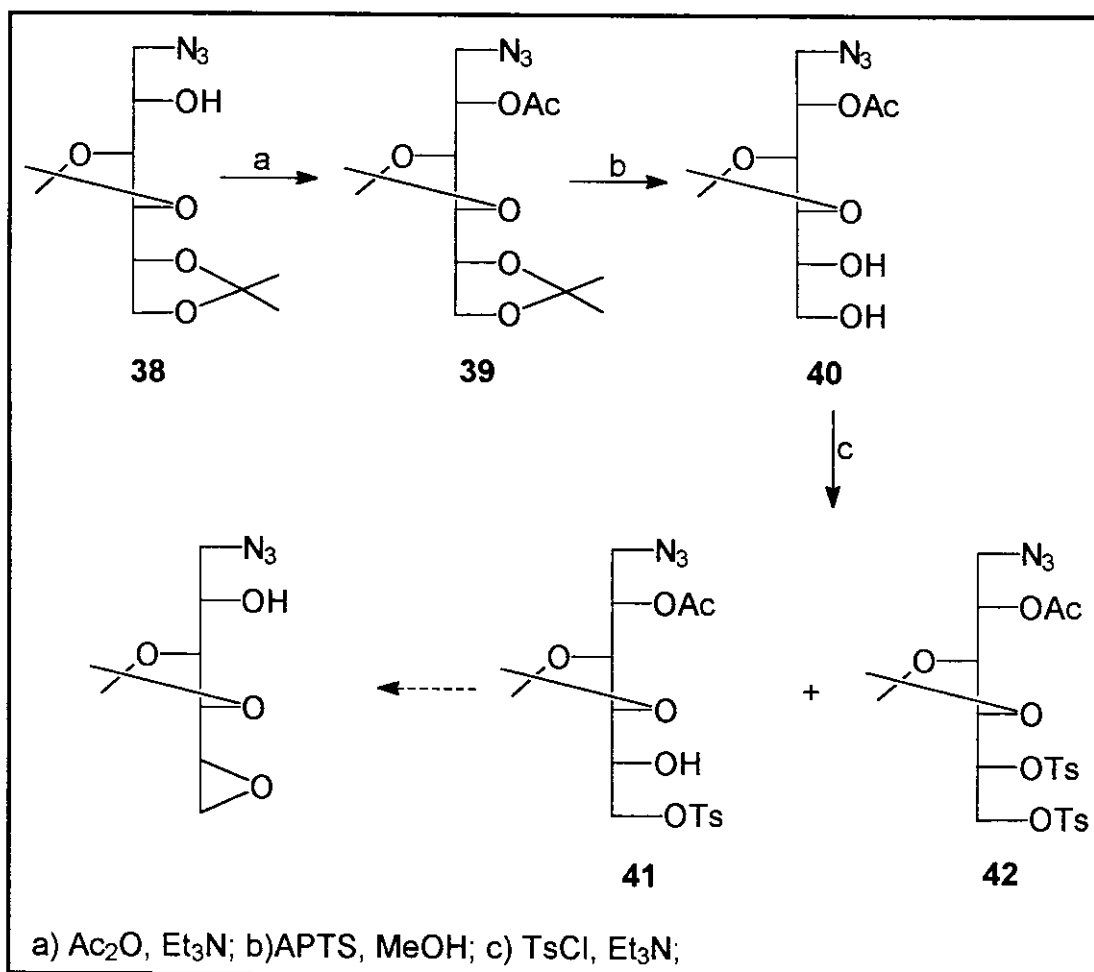 N₃ N₃ N₃
OH OAc OAc
O a O b O
O O O
O O OH
O O OH
38 39 40
c
N₃ N₃ N₃
OH OAc OAc
O O + O
O O O
O OH OTs
OTs OTs
41 42
a) Ac₂O, Et₃N; b)APTS, MeOH; c) TsCl, Et₃N;